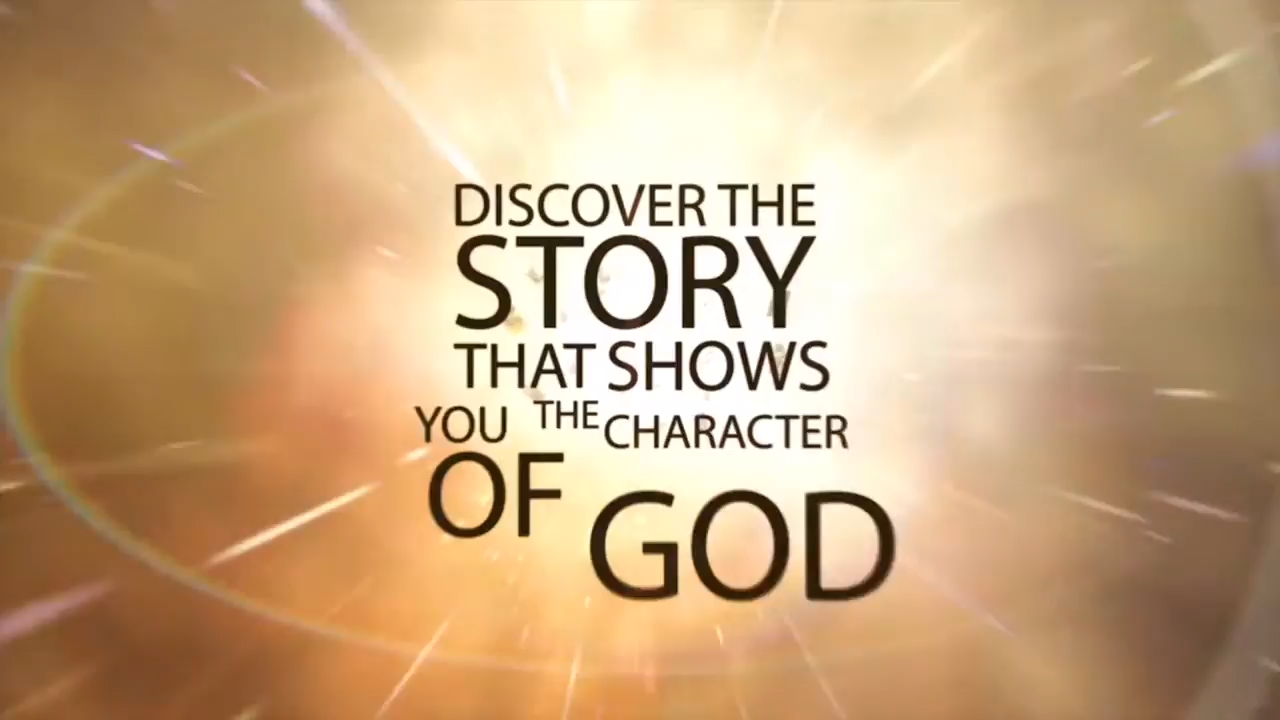 DISCOVER THE
STORY
THAT SHOWS
YOU THE CHARACTER
OF GOD